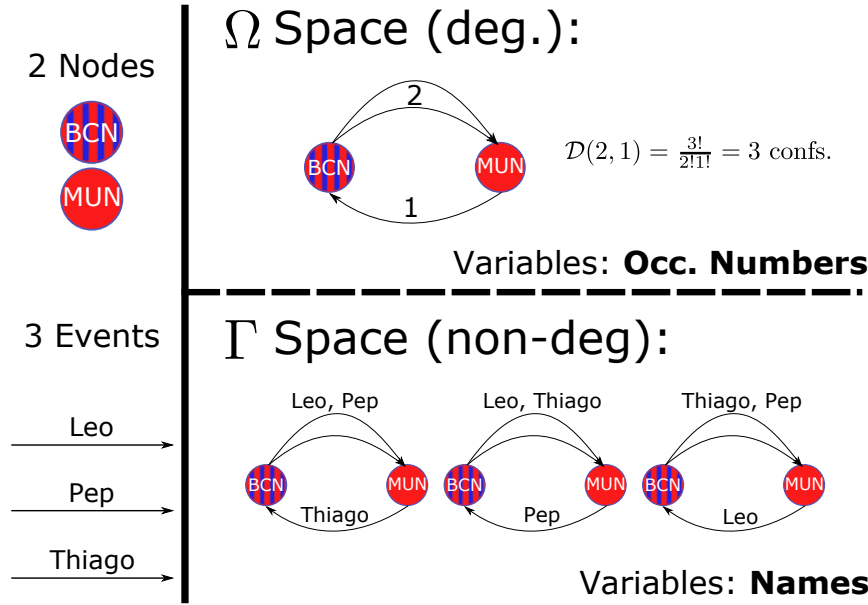 2 Nodes
BCN
MUN
3 Events
Leo
Pep
Thiago
Ω Space (deg.):
2
BCN
MUN
1
𝒟(2, 1) = 3!/2!1! = 3 confs.
Variables: Occ. Numbers
Γ Space (non-deg):
Leo, Pep
BCN
MUN
Thiago
Leo, Thiago
BCN
MUN
Pep
Thiago, Pep
BCN
MUN
Leo
Variables: Names